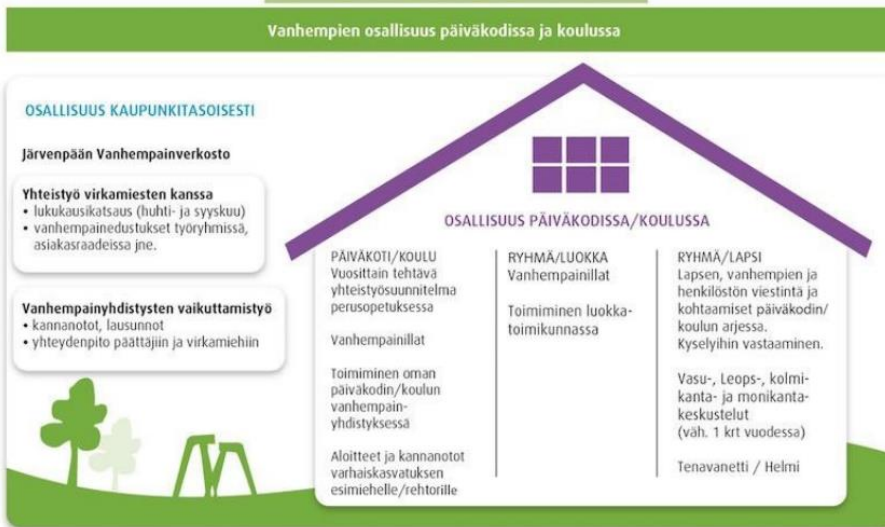 Vanhempien osallisuus päiväkodissa ja koulussa
OSALLISUUS KAUPUNKITASOISESTI
Järvenpään Vanhempainverkosto
Yhteistyö virkamiesten kanssa
• lukukausikatsaus (huhti- ja syyskuu)
• vanhempainedustukset työryhmissä,
asiakasraadeissa jne.
Vanhempainyhdistysten vaikuttamistyö
• kannanotot, lausunnot
• yhteydenpito päättäjiin ja virkamiehiin
OSALLISUUS PÄIVÄKODISSA/KOULUSSA
PÄIVÄKOTI/KOULU
Vuosittain tehtävä
yhteistyösuunnitelma
perusopetuksessa
Vanhempainillat
Toimiminen oman
päiväkodin/koulun
vanhempain-
yhdistyksessä
Aloitteet ja kannanotot
varhaiskasvatuksen
esimiehelle/rehtorille
RYHMÄ/LUOKKA
Vanhempainillat
Toimiminen luokka-
toimikunnassa
RYHMÄ/LAPSI
Lapsen, vanhempien ja
henkilöstön viestintä ja
kohtaamiset päiväkodin/
koulun arjessa.
Kyselyihin vastaaminen.
Vasu-, Leops-, kolmi-
kanta- ja monikanta-
keskustelut
(väh. 1 krt vuodessa)
Tenavanetti / Helmi